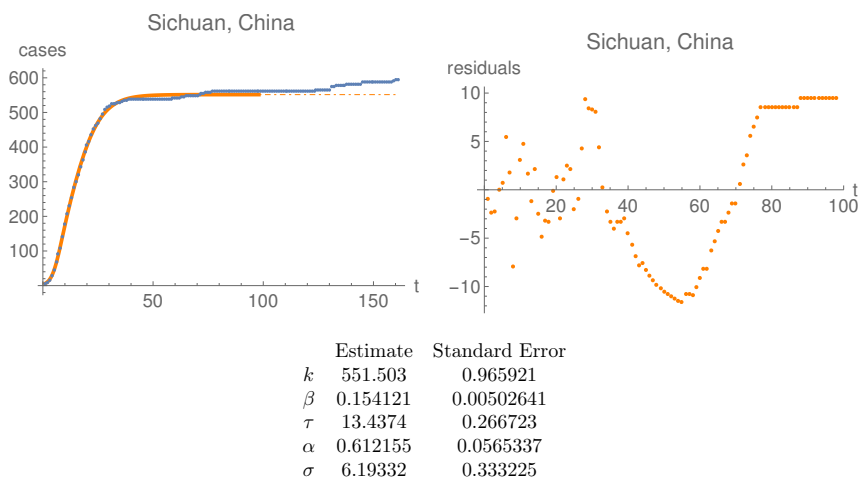 Sichuan, China
cases
600
500
400
300
200
100
50
100
150
t
Sichuan, China
residuals
10
5
-5
-10
20
40
60
80
100
t
Estimate Standard Error
k 551.503 0.965921
β 0.154121 0.00502641
τ 13.4374 0.266723
α 0.612155 0.0565337
σ 6.19332 0.333225